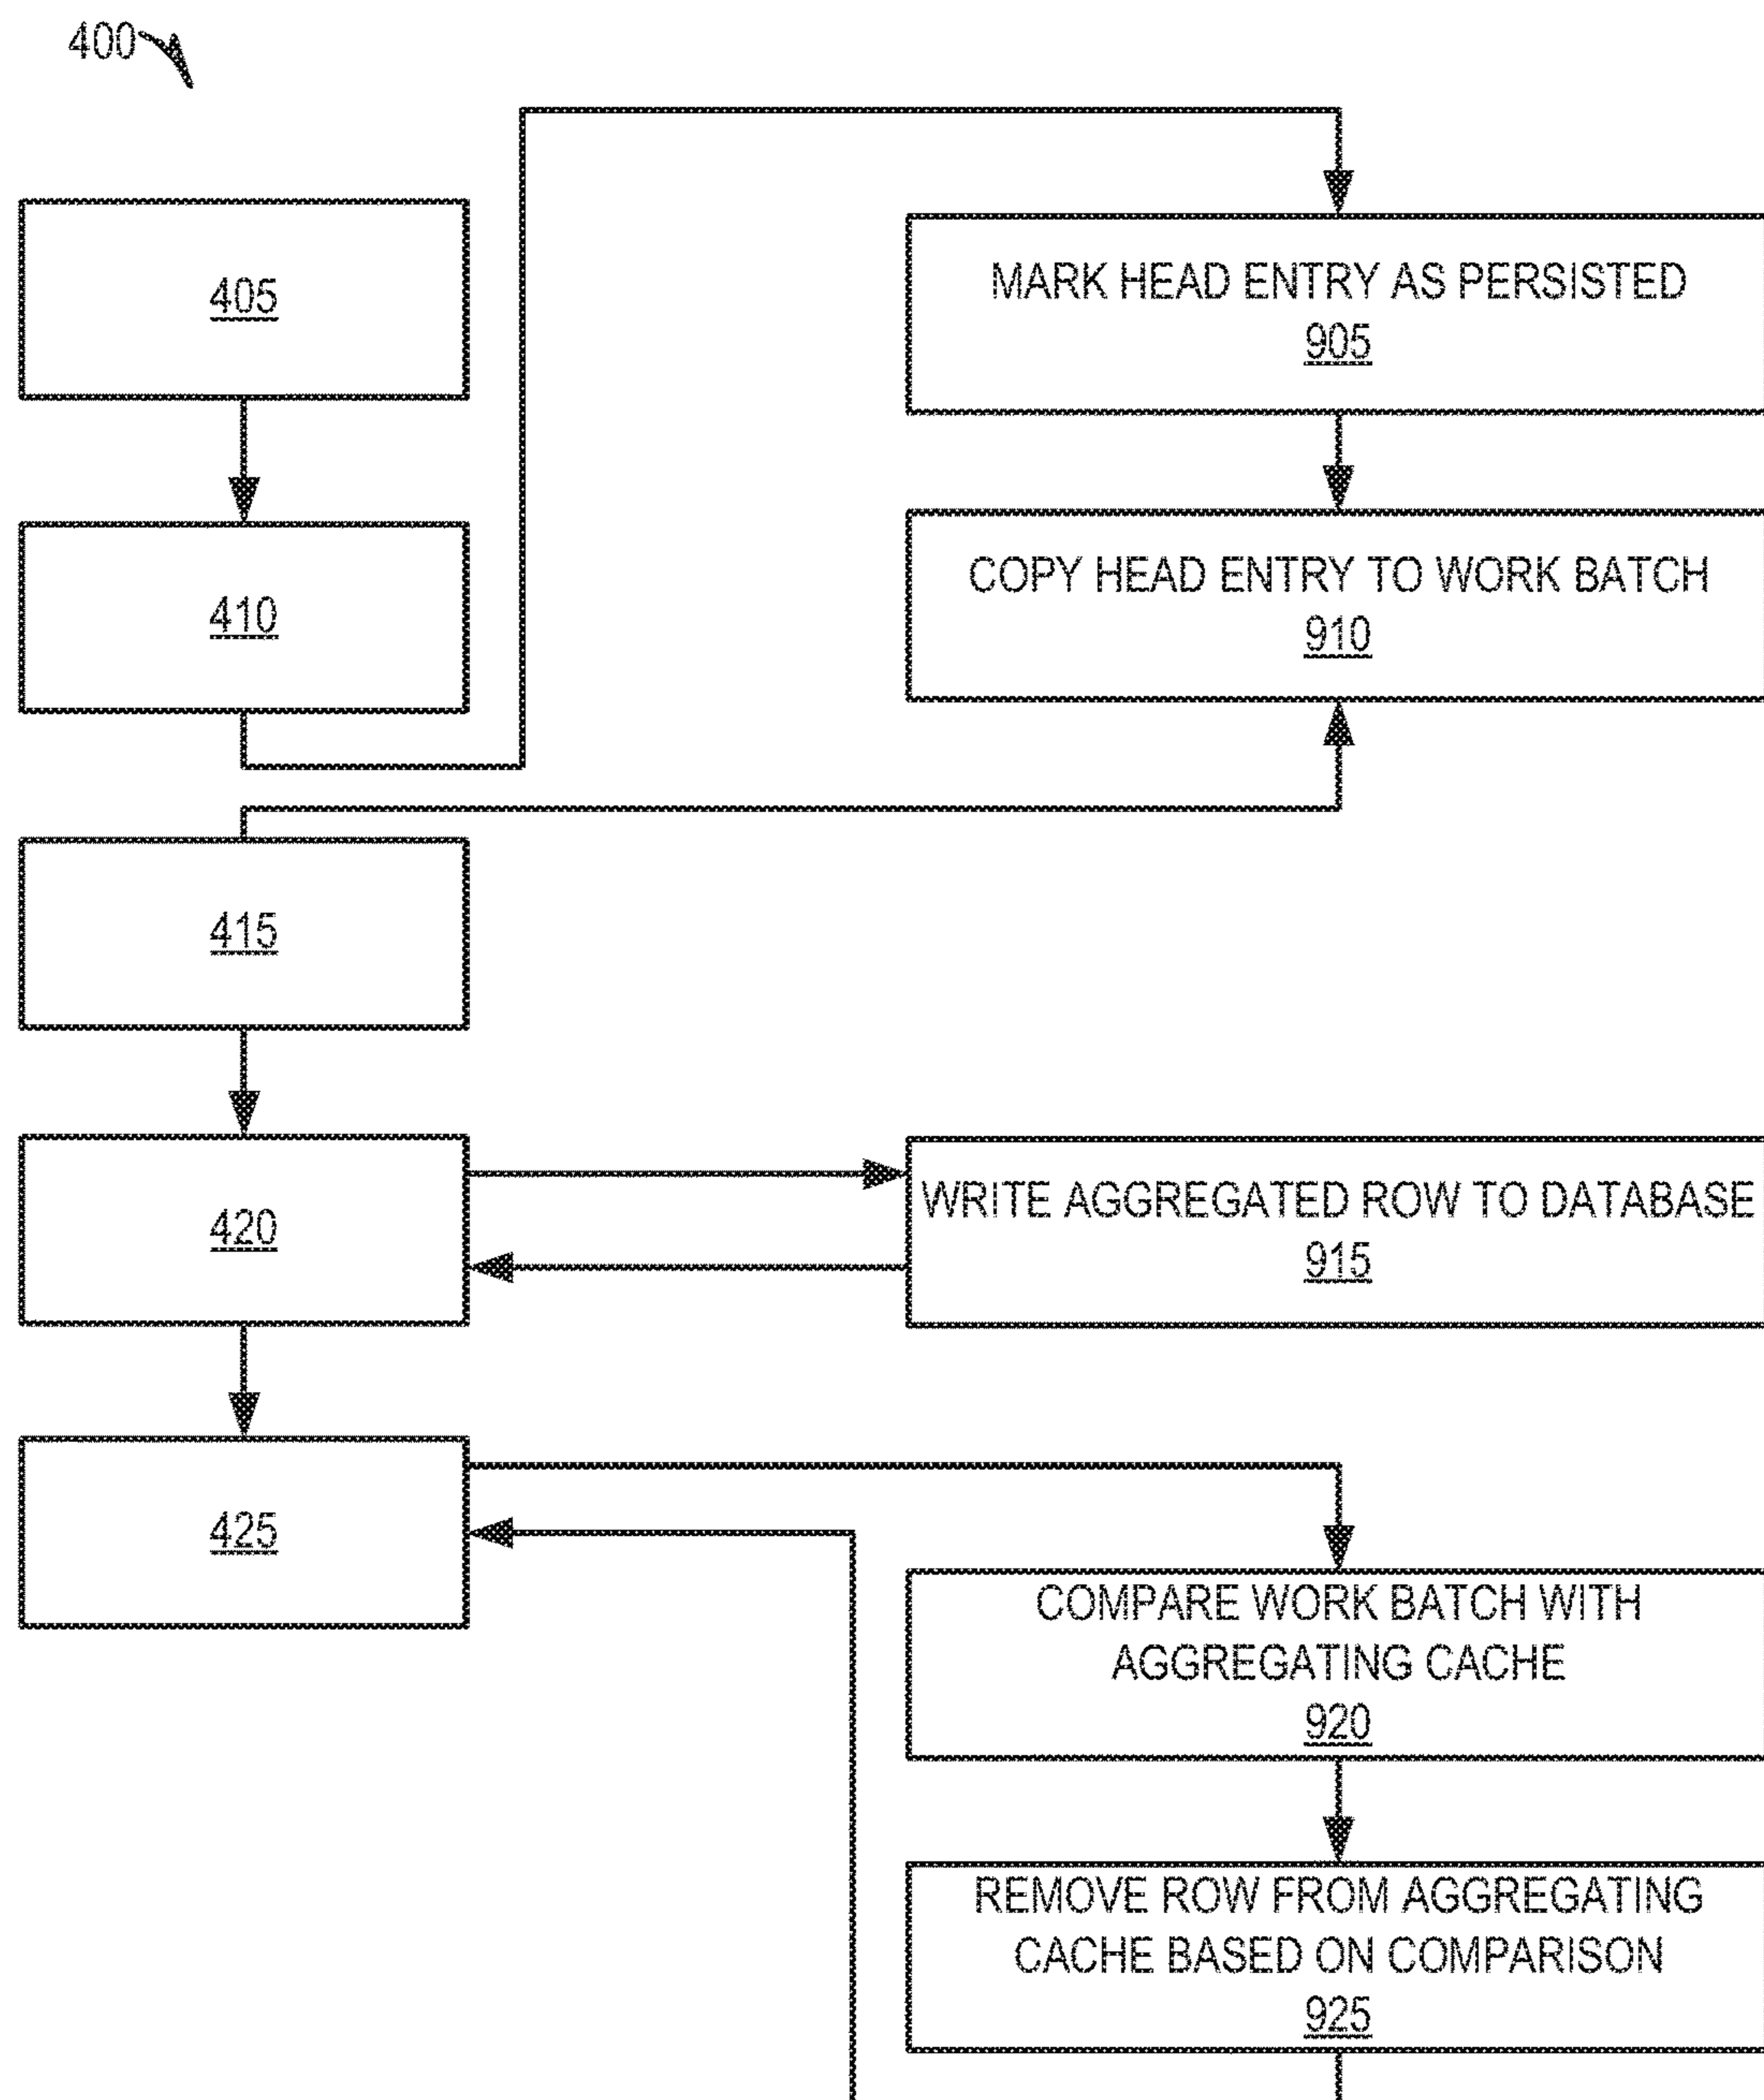 400
405
MARK HEAD ENTRY AS PERSISTED
905
410
COPY HEAD ENTRY TO WORK BATCH
910
415
420
WRITE AGGREGATED ROW TO DATABASE
915
425
COMPARE WORK BATCH WITH
AGGREGATING CACHE
920
REMOVE ROW FROM AGGREGATING
CACHE BASED ON COMPARISON
925